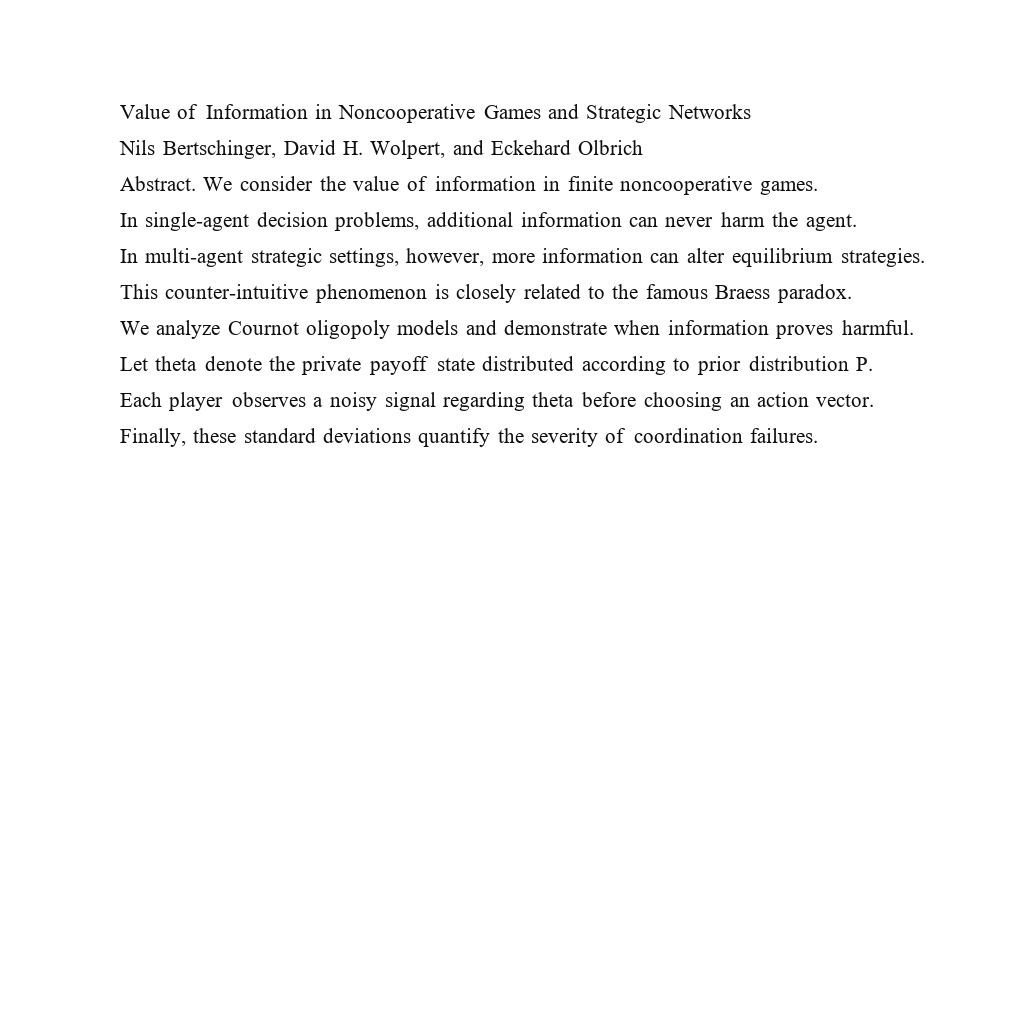 Value of Information in Noncooperative Games and Strategic Networks
Nils Bertschinger, David H. Wolpert, and Eckehard Olbrich
Abstract. We consider the value of information in finite noncooperative games.
In single-agent decision problems, additional information can never harm the agent.
In multi-agent strategic settings, however, more information can alter equilibrium strategies.
This counter-intuitive phenomenon is closely related to the famous Braess paradox.
We analyze Cournot oligopoly models and demonstrate when information proves harmful.
Let theta denote the private payoff state distributed according to prior distribution P.
Each player observes a noisy signal regarding theta before choosing an action vector.
Finally, these standard deviations quantify the severity of coordination failures.